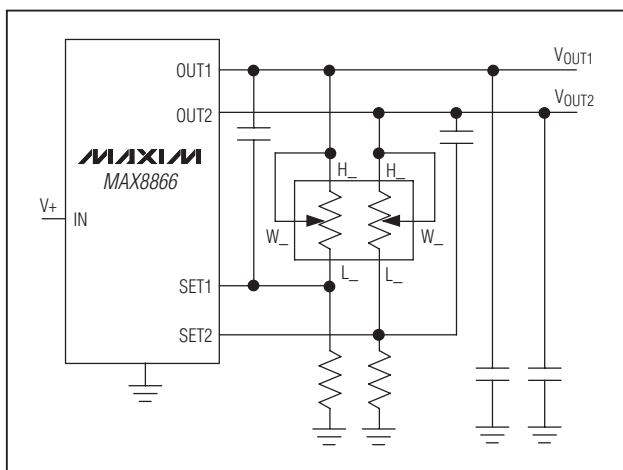 OUT1
VOUT1
OUT2
VOUT2
MAXIM
MAX8866
H_
H_
V+
IN
W_
W_
L_
L_
SET1
SET2